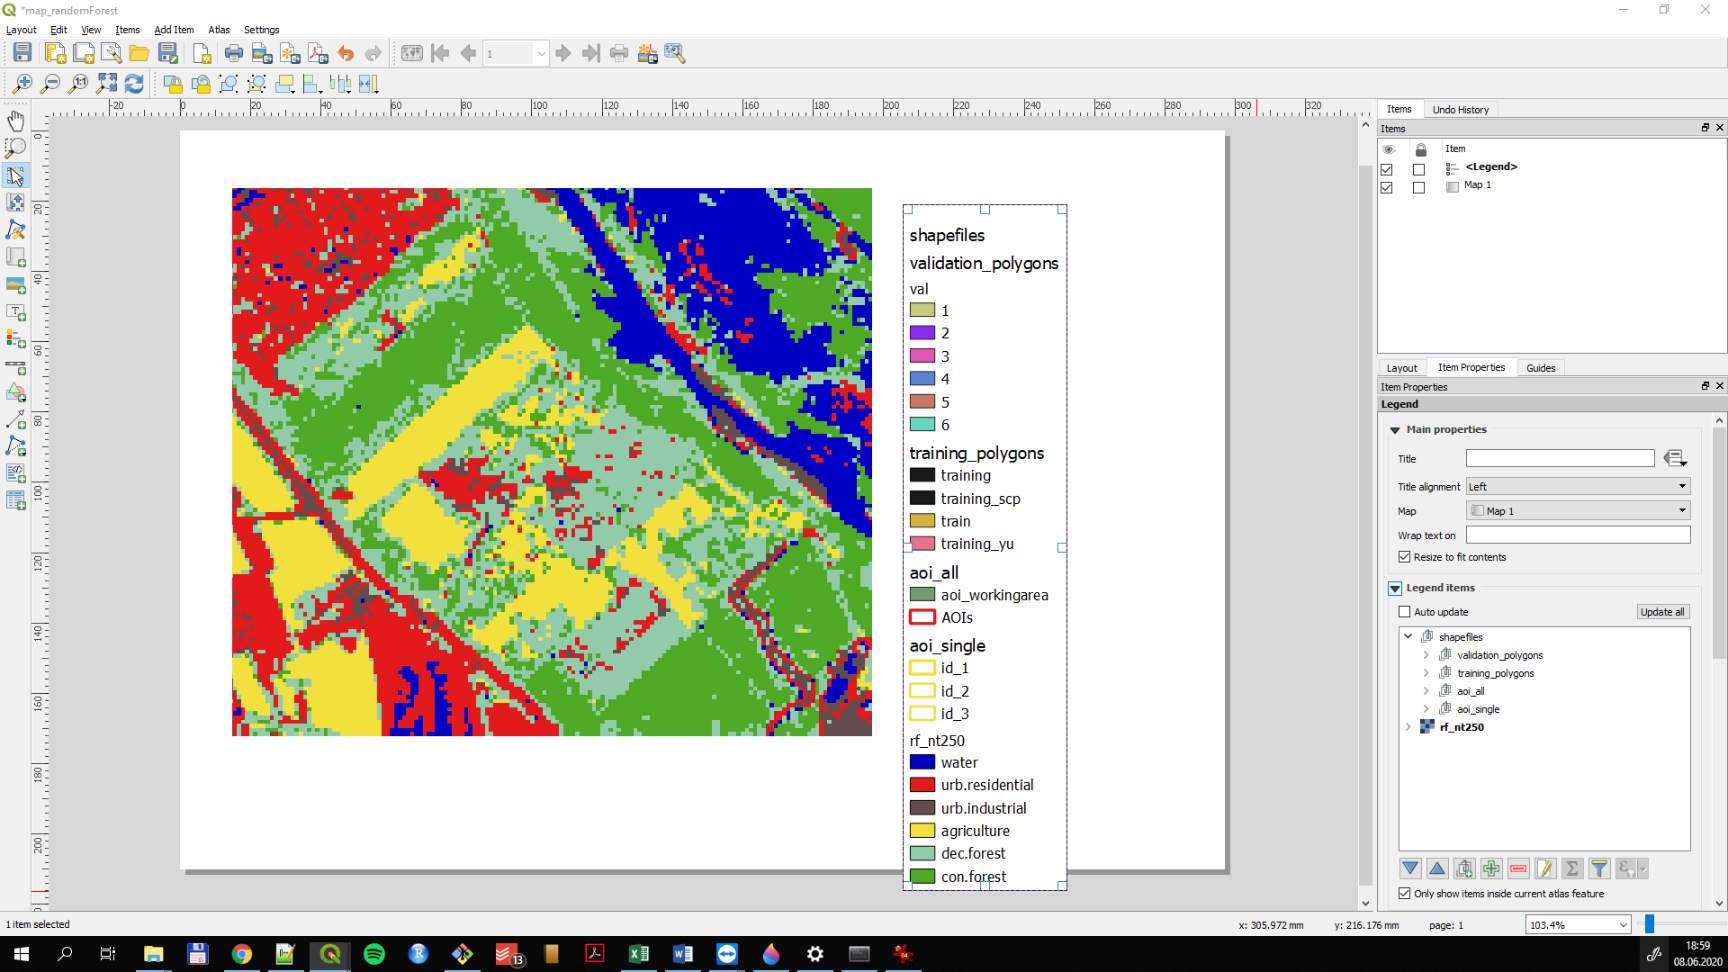 *map_randomForest
Layout Edit View Items Add Item Atlas Settings
1
-20 0 20 40 60 80 100 120 140 160 180 200 220 240 260 280 300 320
0
20
40
60
80
100
120
140
160
180
200
shapefiles
validation_polygons
val
1
2
3
4
5
6
training_polygons
training
training_scp
train
training_yu
aoi_all
aoi_workingarea
AOIs
aoi_single
id_1
id_2
id_3
rf_nt250
water
urb.residential
urb.industrial
agriculture
dec.forest
con.forest
Items Undo History
Items
Item
<Legend>
Map 1
Layout Item Properties Guides
Item Properties
Legend
Main properties
Title
Title alignment Left
Map Map 1
Wrap text on
Resize to fit contents
Legend items
Auto update Update all
shapefiles
validation_polygons
training_polygons
aoi_all
aoi_single
rf_nt250
Only show items inside current atlas feature
1 item selected x: 305.972 mm y: 216.176 mm page: 1 103.4%
13
18:59
08.06.2020